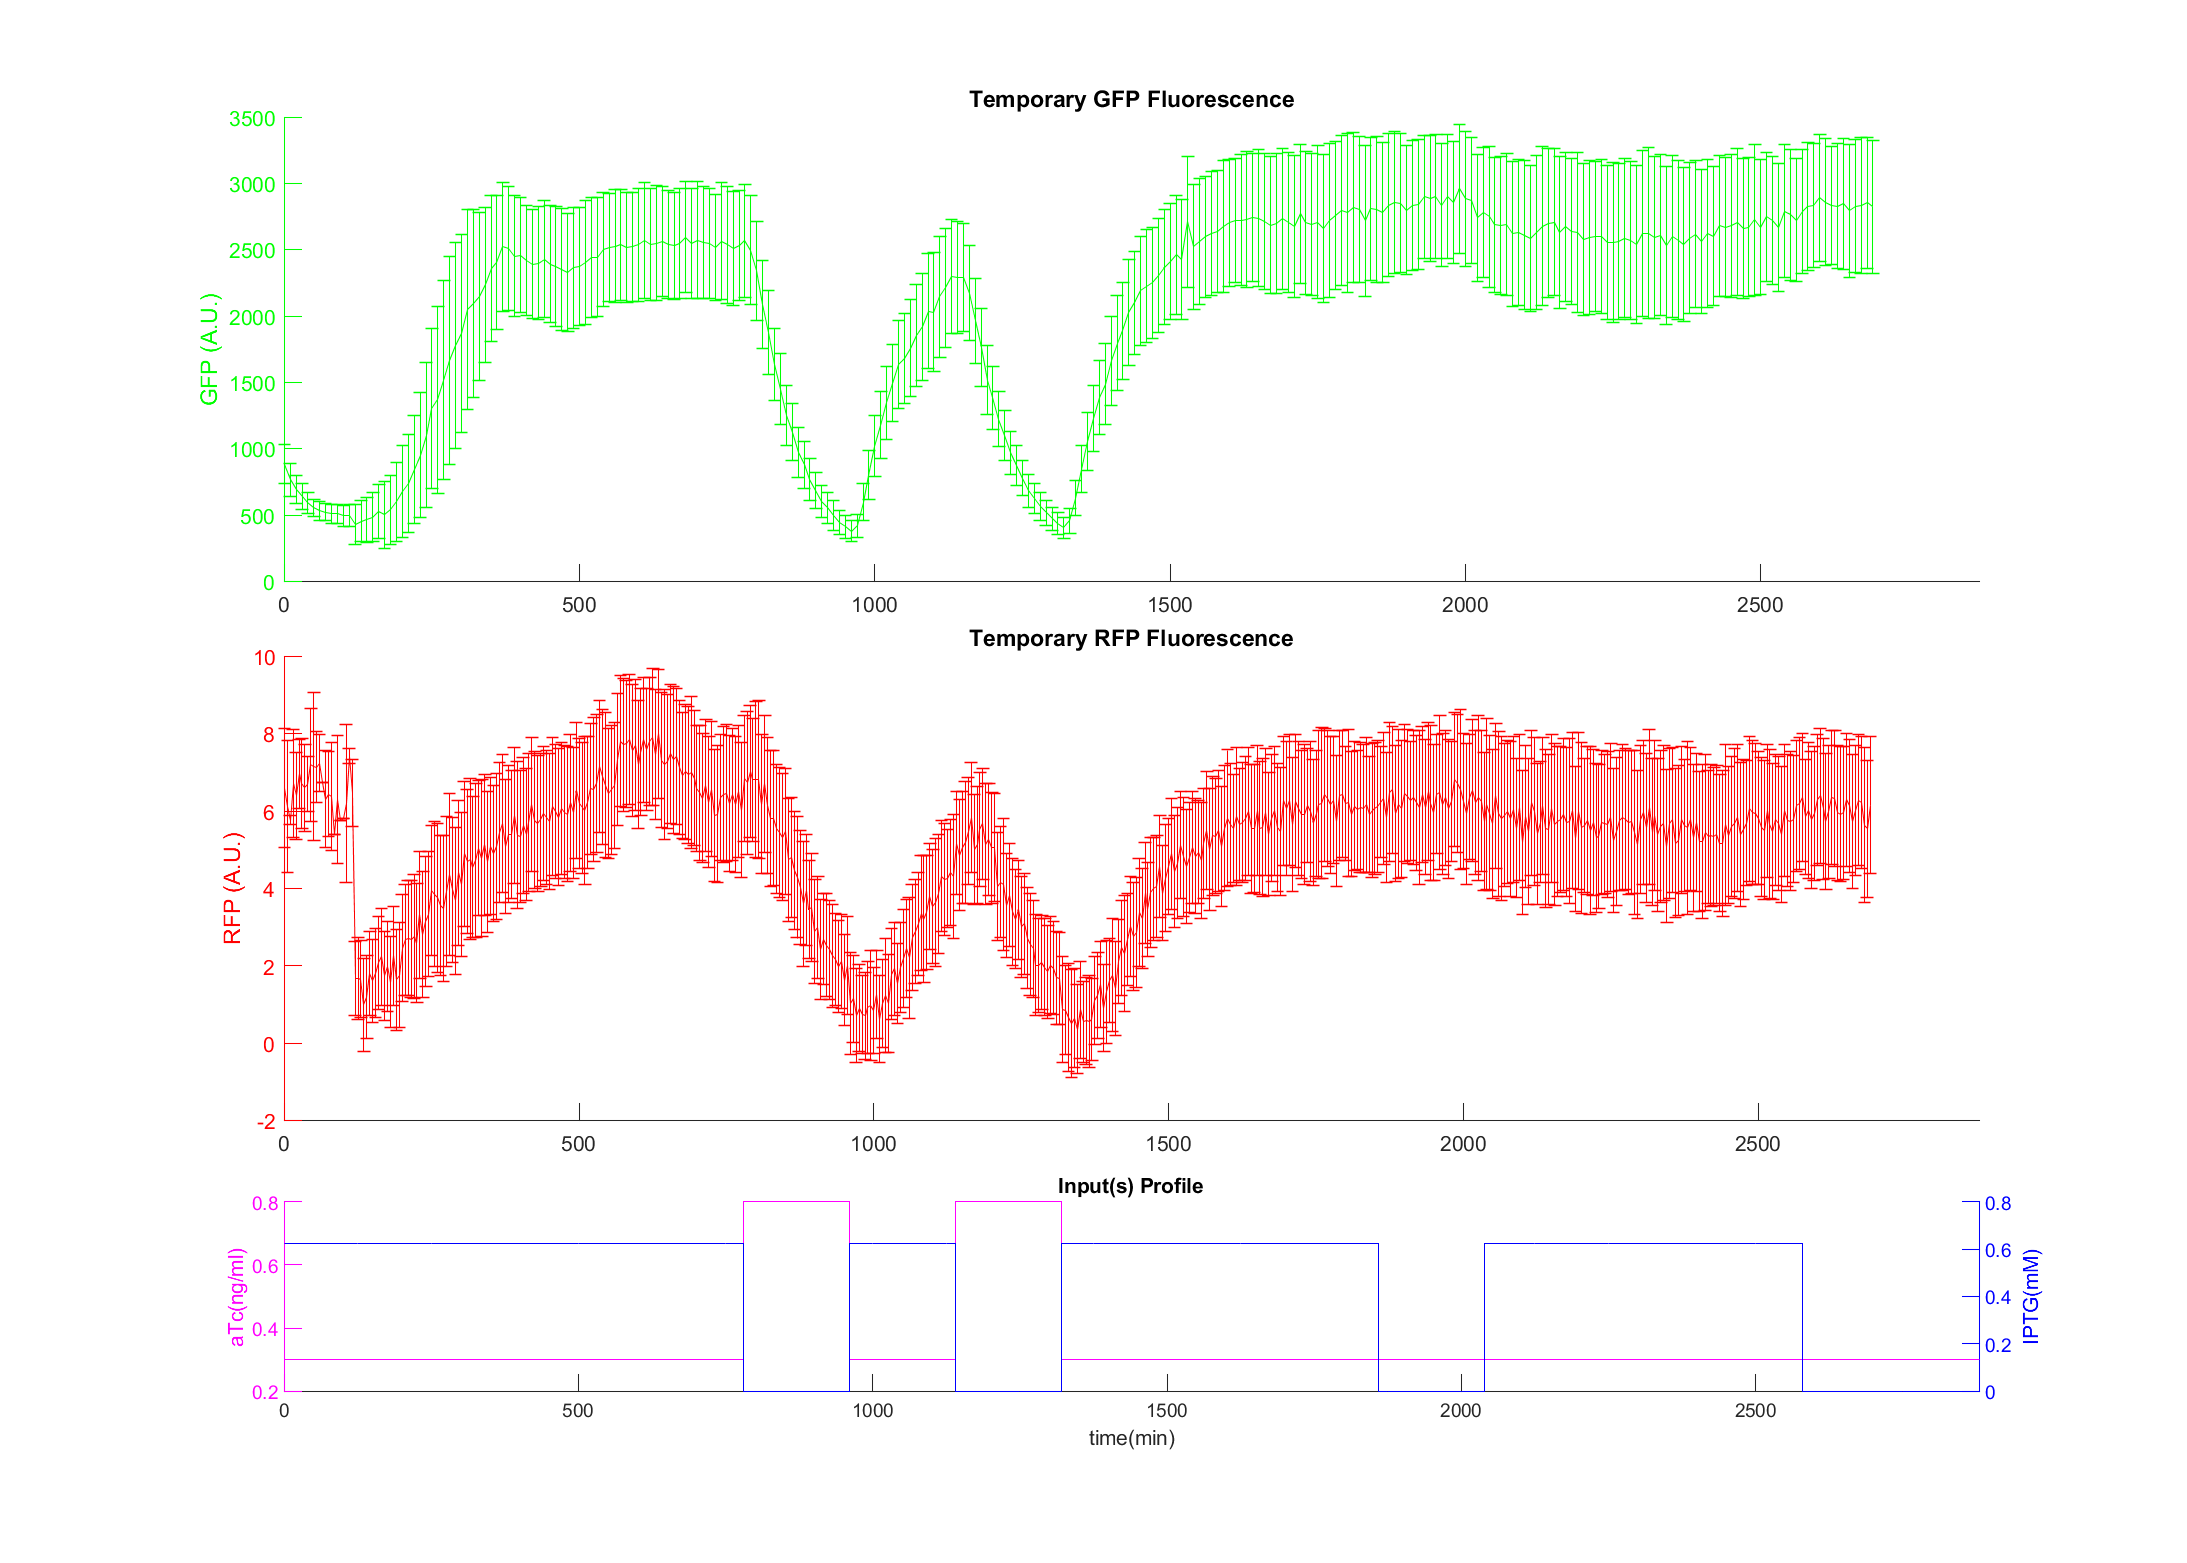 Temporary GFP Fluorescence
GFP (A.U.)
3500
3000
2500
2000
1500
1000
500
0
0 500 1000 1500 2000 2500
Temporary RFP Fluorescence
RFP (A.U.)
10
8
6
4
2
0
-2
0 500 1000 1500 2000 2500
Input(s) Profile
aTc(ng/ml)
0.8
0.6
0.4
0.2
0.8
0.6
0.4
0.2
0
IPTG(mM)
0 500 1000 1500 2000 2500
time(min)